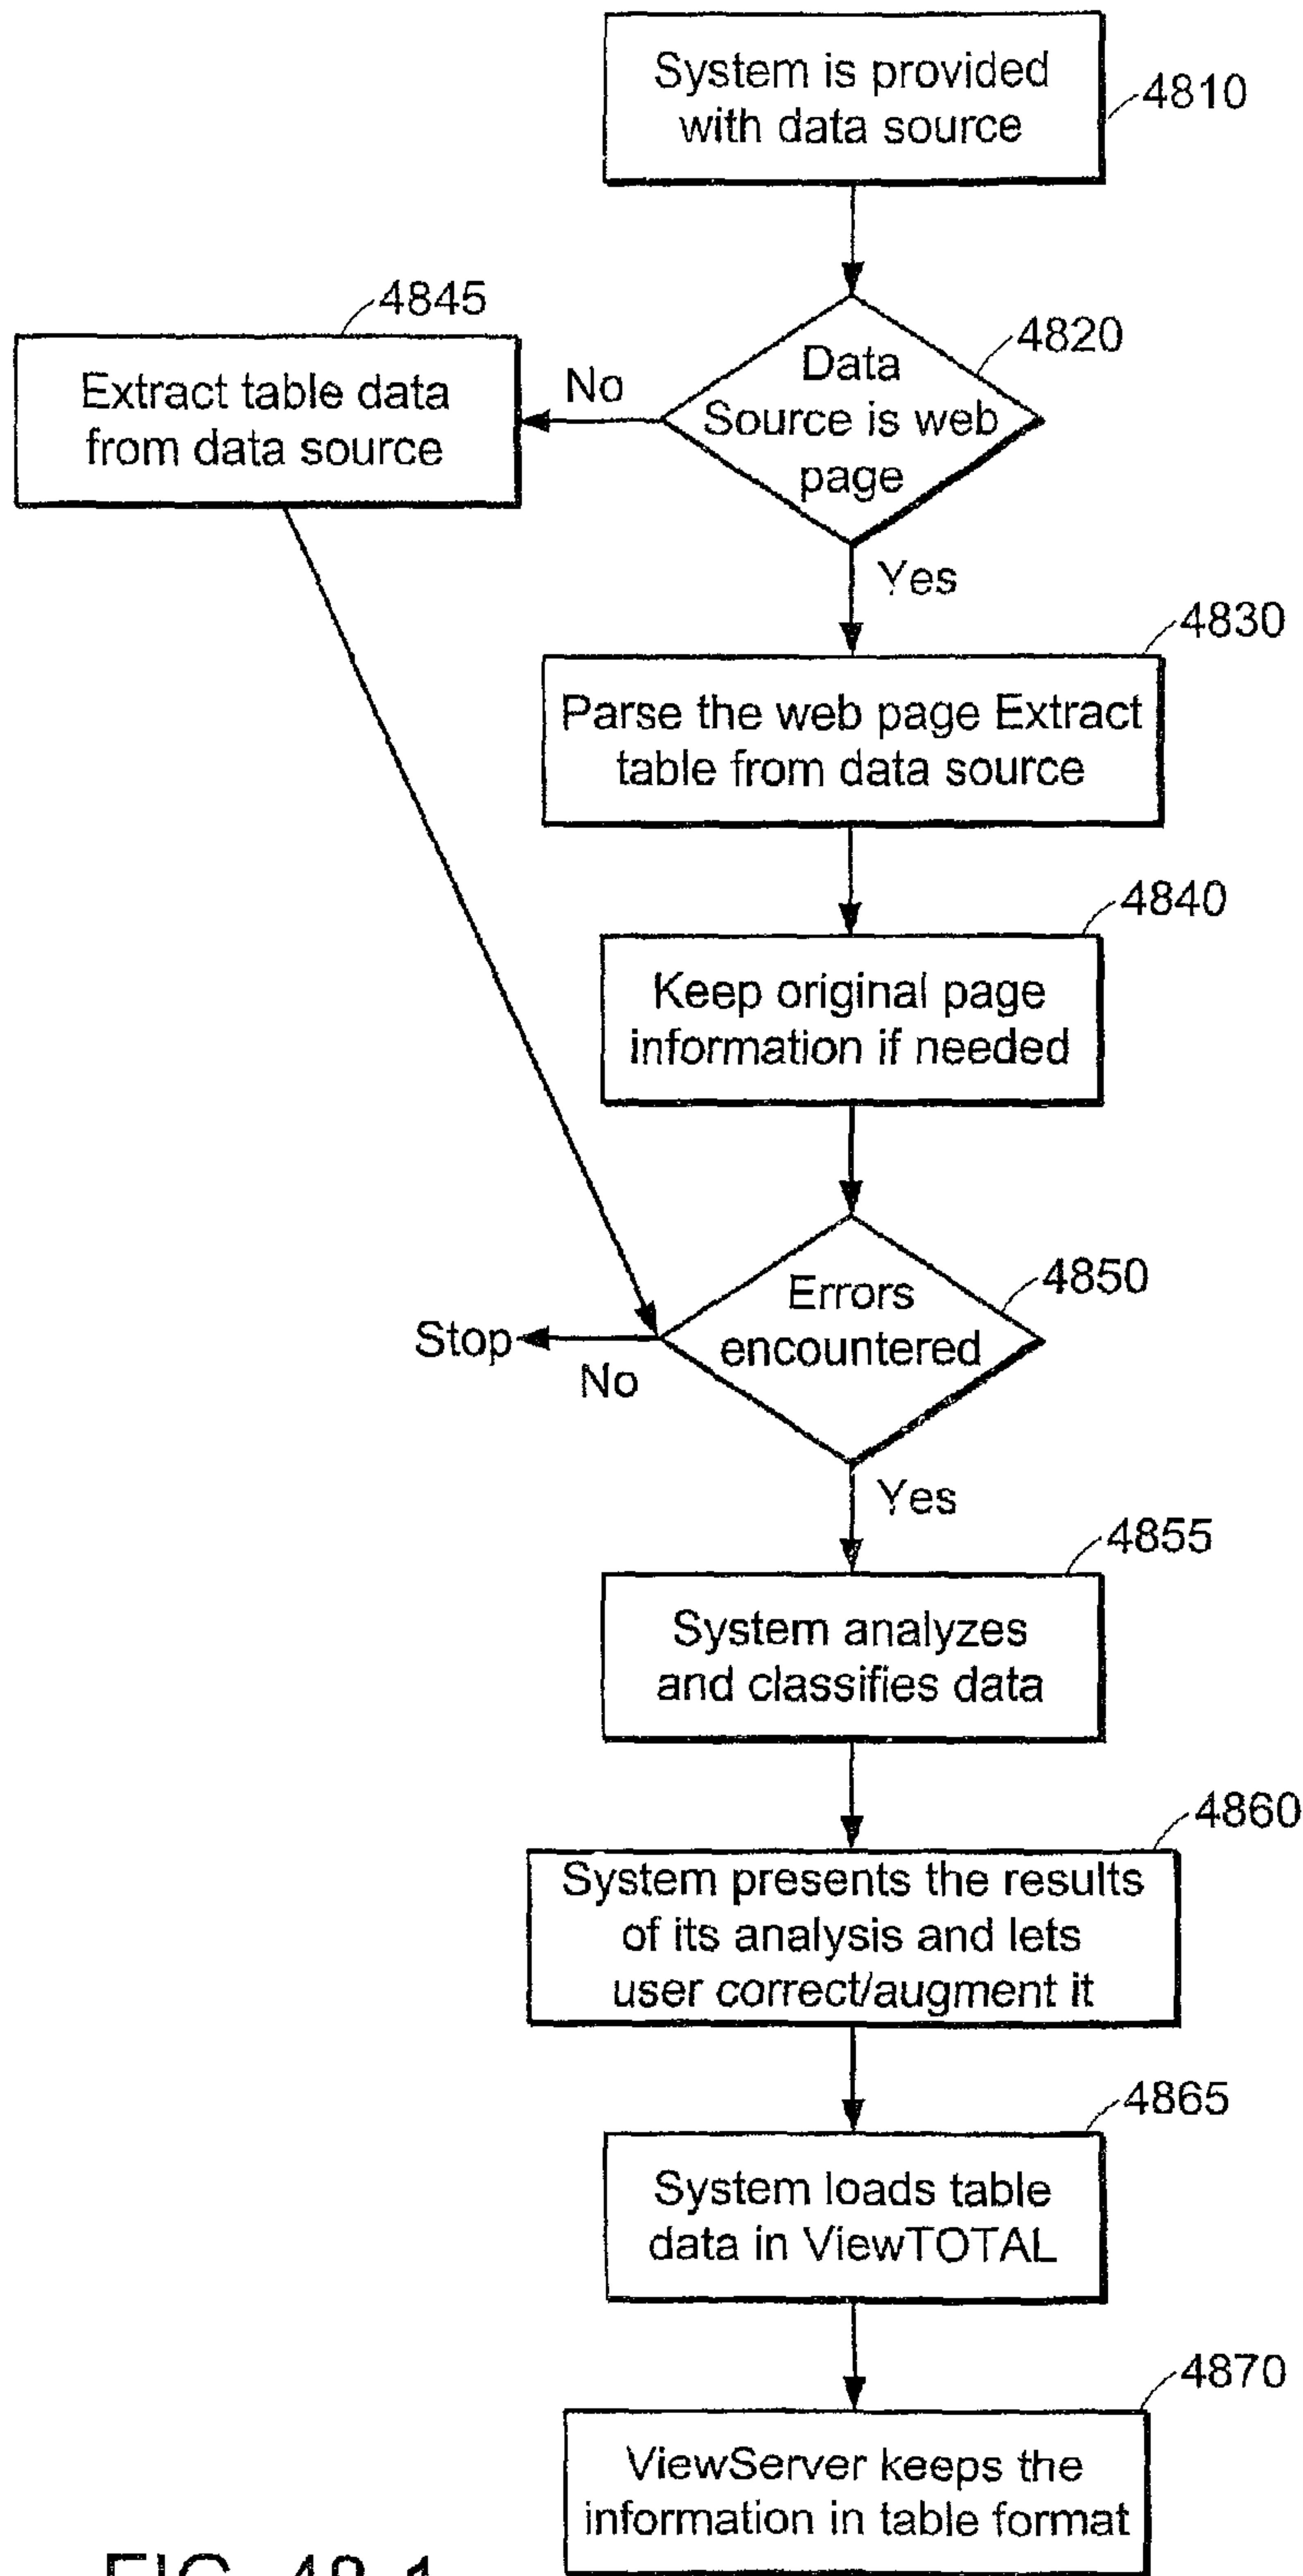 System is provided
with data source
4810
4845
4820
Extract table data
from data source
No
Data
Source is web
page
Yes
4830
Parse the web page Extract
table from data source
4840
Keep original page
information if needed
4850
Errors
encountered
Stop
No
Yes
4855
System analyzes
and classifies data
4860
System presents the results
of its analysis and lets
user correct/augment it
4865
System loads table
data in ViewTOTAL
4870
ViewServer keeps the
information in table format
FIG. 48-1